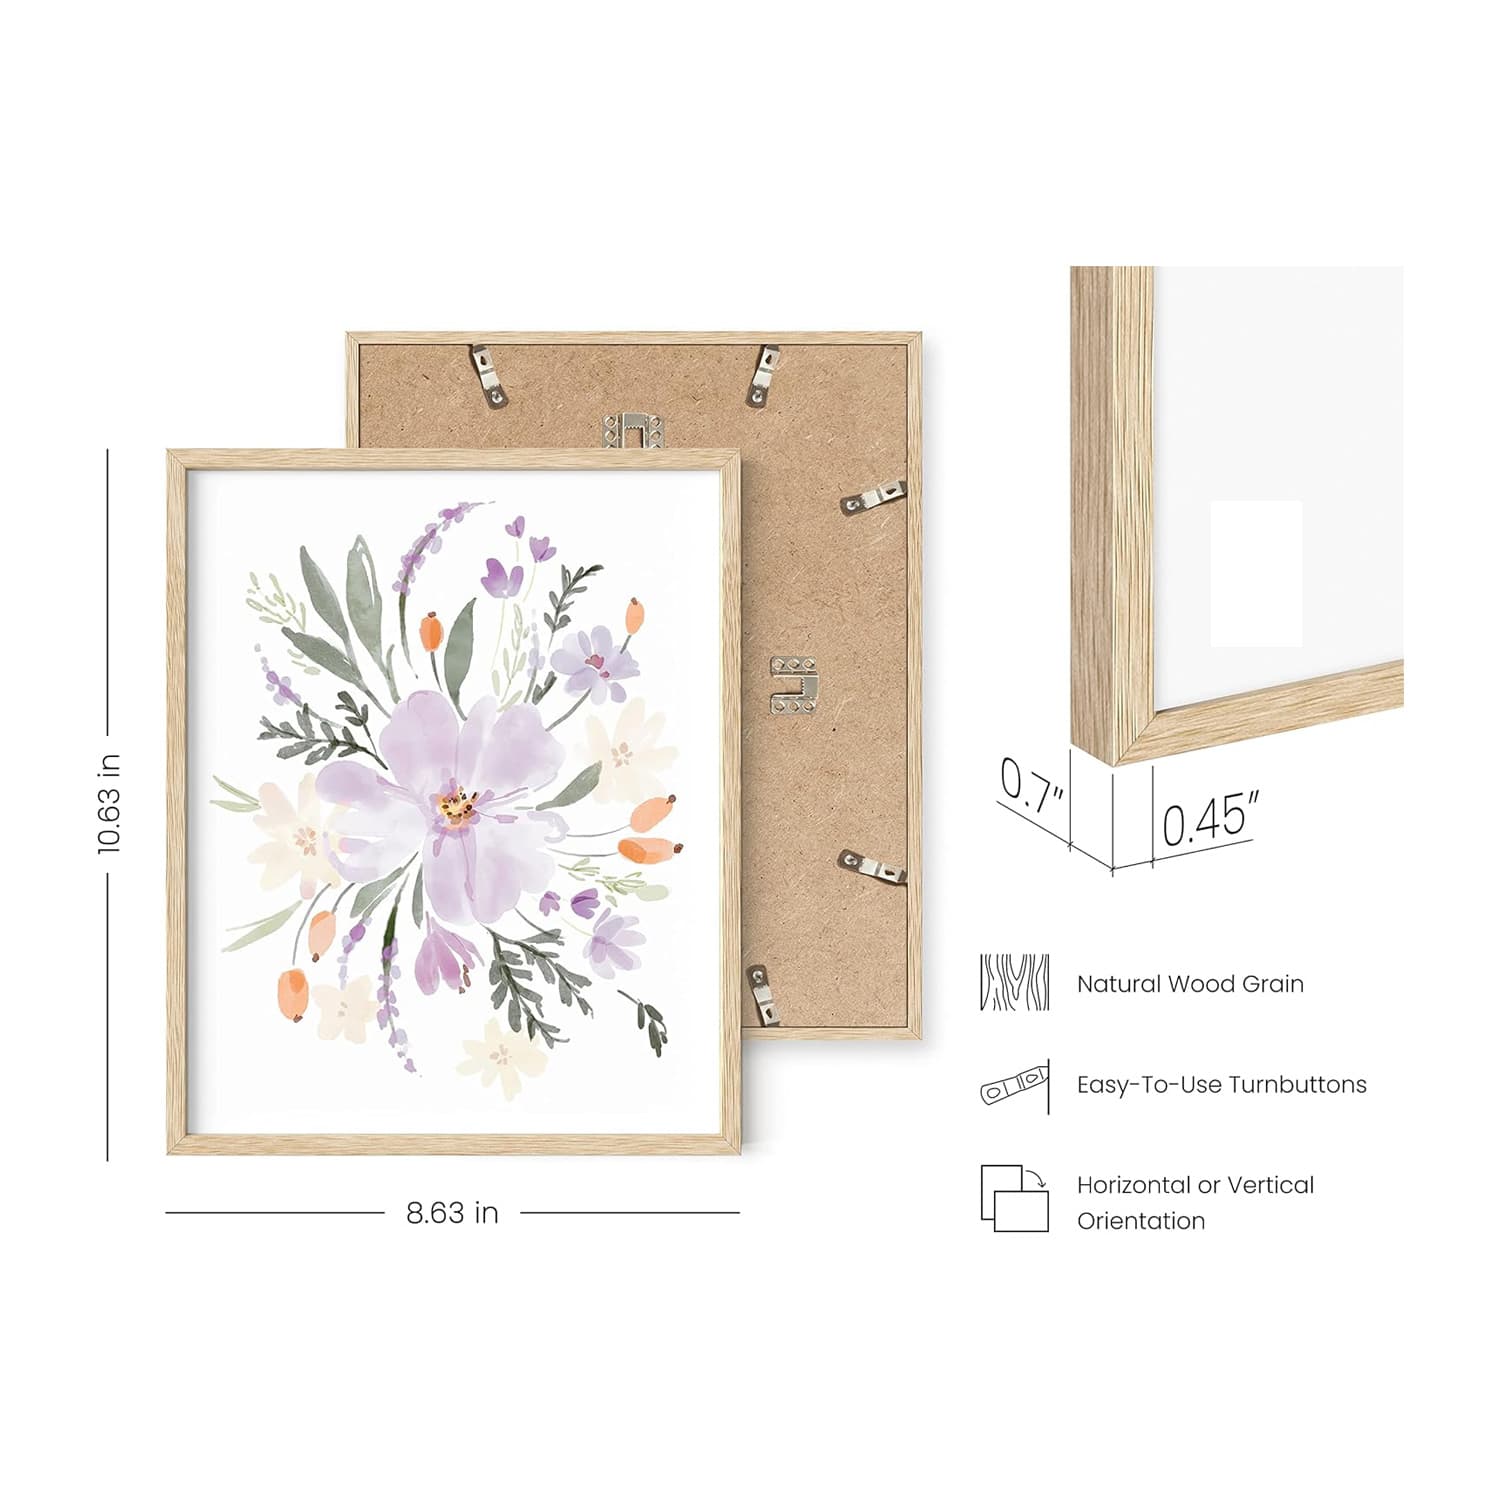 10.63 in
8.63 in
0.7"
0.45"
Natural Wood Grain
Easy-To-Use Turnbuttons
Horizontal or Vertical
Orientation